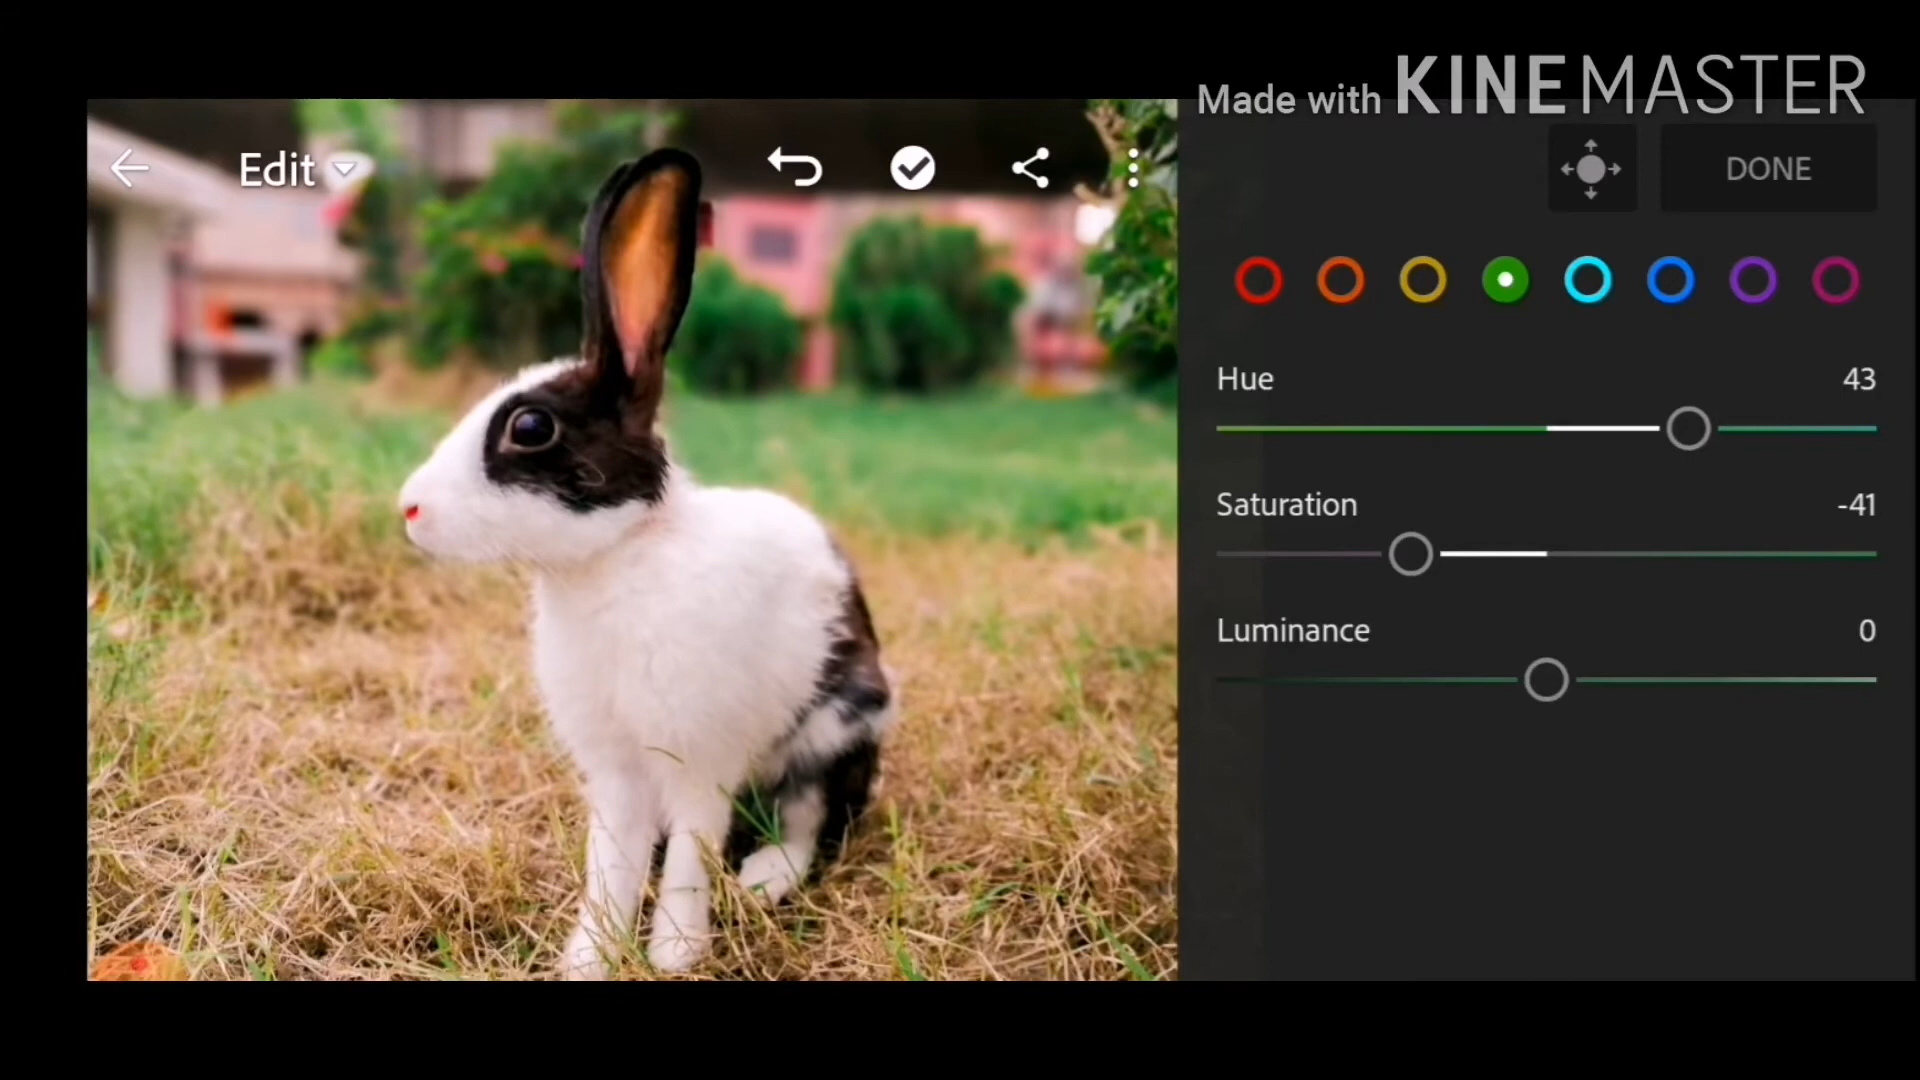 Made with KINEMASTER
Edit
DONE
Hue 43
Saturation -41
Luminance 0